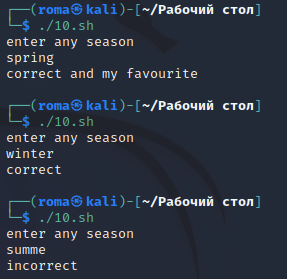 ┌──(roma㉿kali)-[~/Рабочий стол]
└─$ ./10.sh
enter any season
spring
correct and my favourite
┌──(roma㉿kali)-[~/Рабочий стол]
└─$ ./10.sh
enter any season
winter
correct
┌──(roma㉿kali)-[~/Рабочий стол]
└─$ ./10.sh
enter any season
summe
incorrect